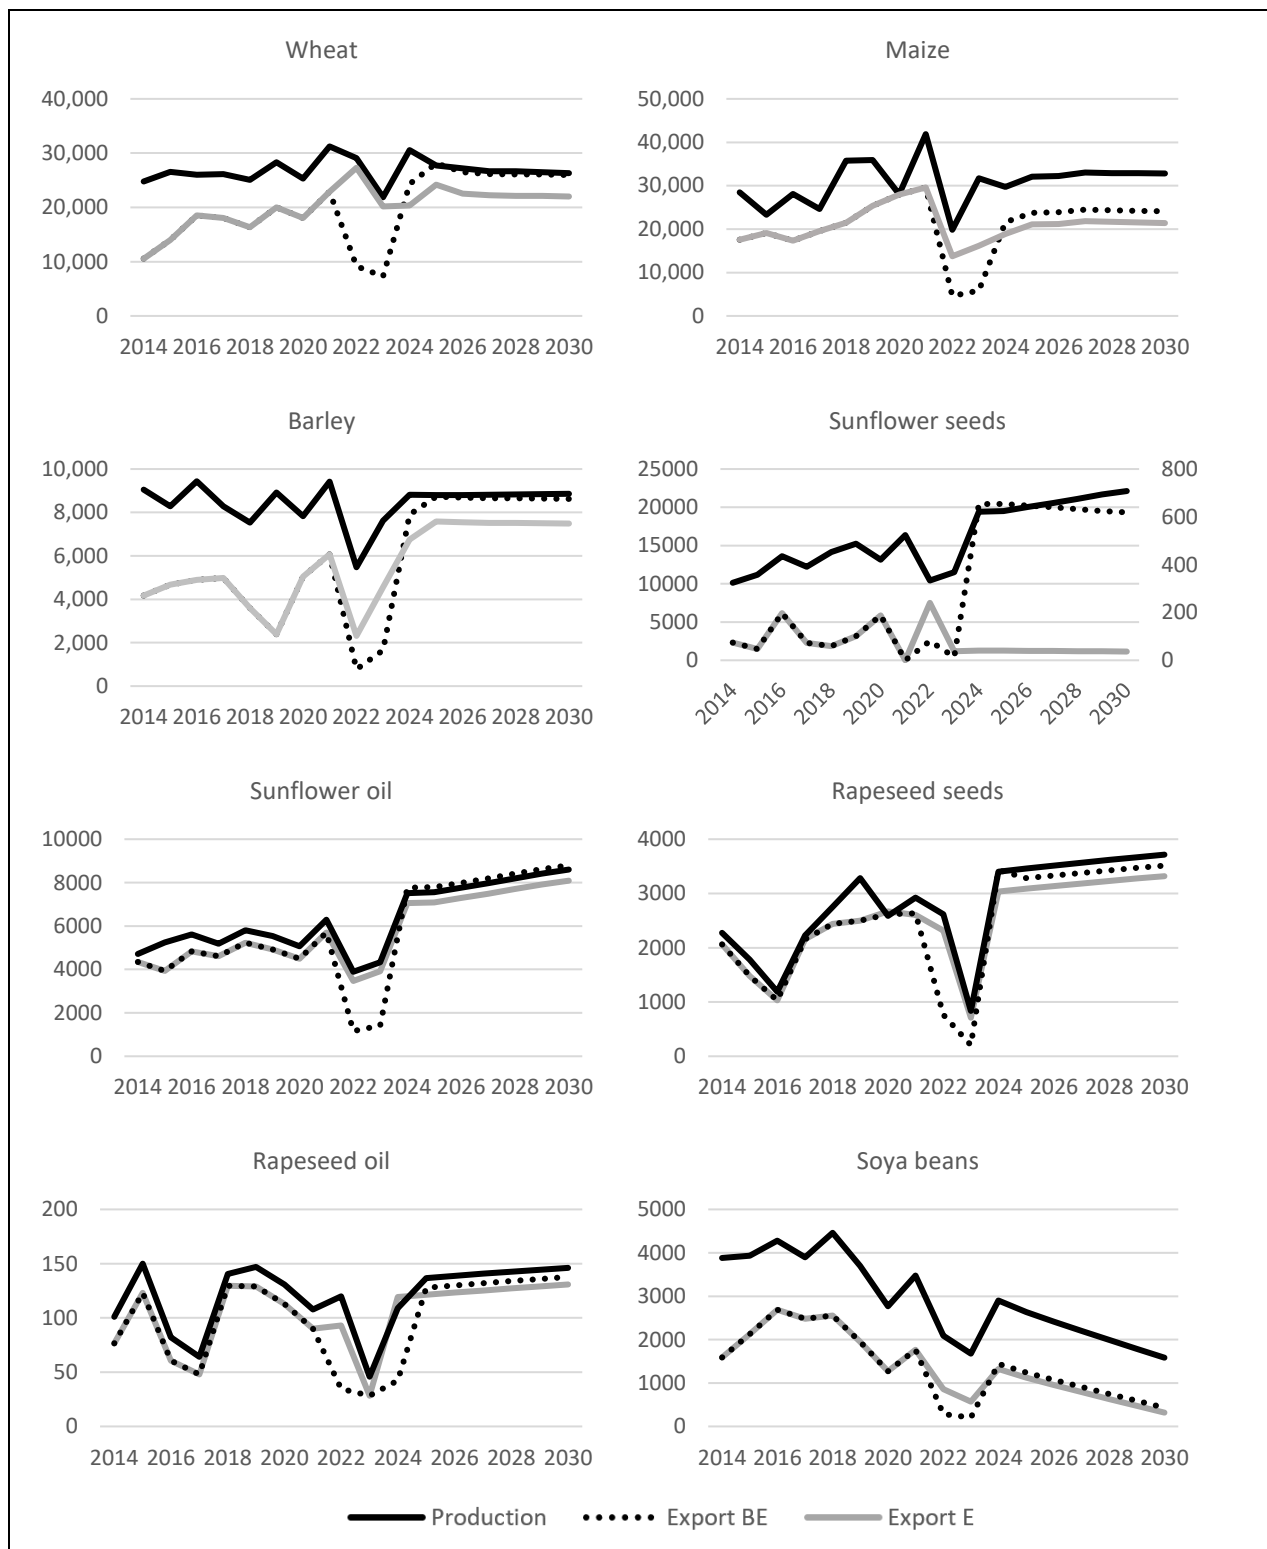 Wheat
40,000
30,000
20,000
10,000
0
2014 2016 2018 2020 2022 2024 2026 2028 2030
Maize
50,000
40,000
30,000
20,000
10,000
0
2014 2016 2018 2020 2022 2024 2026 2028 2030
Barley
10,000
8,000
6,000
4,000
2,000
0
2014 2016 2018 2020 2022 2024 2026 2028 2030
Sunflower seeds
25000
20000
15000
10000
5000
0
800
600
400
200
0
2014 2016 2018 2020 2022 2024 2026 2028 2030
Sunflower oil
10000
8000
6000
4000
2000
0
2014 2016 2018 2020 2022 2024 2026 2028 2030
Rapeseed seeds
4000
3000
2000
1000
0
2014 2016 2018 2020 2022 2024 2026 2028 2030
Rapeseed oil
200
150
100
50
0
2014 2016 2018 2020 2022 2024 2026 2028 2030
Soya beans
5000
4000
3000
2000
1000
0
2014 2016 2018 2020 2022 2024 2026 2028 2030
Production Export BE Export E